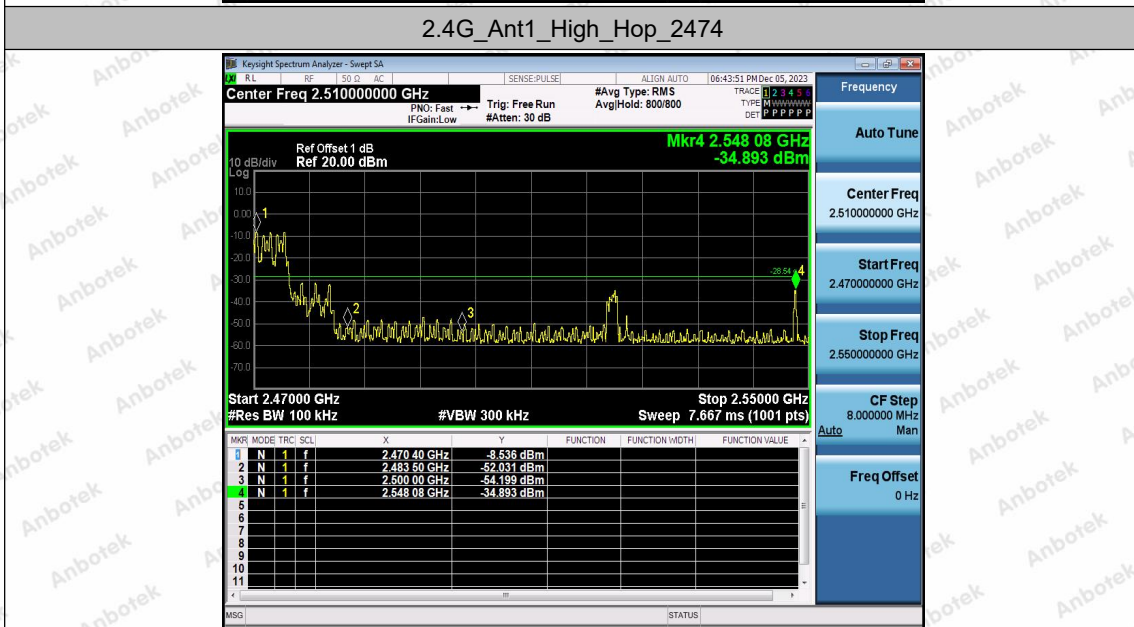 2.4G_Ant1_High_Hop_2474
Keysight Spectrum Analyzer - Swept SA
LXI RL RF 50 Ω AC SENSE:PULSE ALIGN AUTO 06:43:51 PM Dec 05, 2023
Center Freq 2.510000000 GHz
PNO: Fast
IFGain:Low
Trig: Free Run
#Atten: 30 dB
#Avg Type: RMS
Avg|Hold: 800/800
TRACE 1 2 3 4 5 6
TYPE M W W W W W
DET P P P P P P
Ref Offset 1 dB
Ref 20.00 dBm
10 dB/div
Log
Mkr4 2.548 08 GHz
-34.893 dBm
10.0
0.00
-10.0
-20.0
-30.0
-40.0
-50.0
-60.0
-70.0
1
2
3
4
Start 2.47000 GHz
Stop 2.55000 GHz
#Res BW 100 kHz
#VBW 300 kHz
Sweep 7.667 ms (1001 pts)
MKR MODE TRC SCL X Y FUNCTION FUNCTION WIDTH FUNCTION VALUE
1 N 1 f 2.470 40 GHz -8.536 dBm
2 N 1 f 2.483 50 GHz -52.031 dBm
3 N 1 f 2.500 00 GHz -54.199 dBm
4 N 1 f 2.548 08 GHz -34.893 dBm
5
6
7
8
9
10
11
MSG
STATUS
Frequency
Auto Tune
Center Freq
2.510000000 GHz
Start Freq
2.470000000 GHz
Stop Freq
2.550000000 GHz
CF Step
8.000000 MHz
Auto Man
Freq Offset
0 Hz
Anbotek